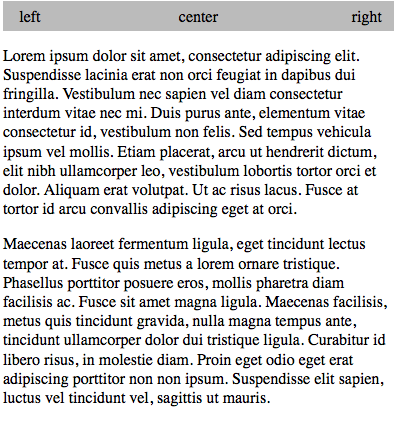 left center right
Lorem ipsum dolor sit amet, consectetur adipiscing elit.
Suspendisse lacinia erat non orci feugiat in dapibus dui
fringilla. Vestibulum nec sapien vel diam consectetur
interdum vitae nec mi. Duis purus ante, elementum vitae
consectetur id, vestibulum non felis. Sed tempus vehicula
ipsum vel mollis. Etiam placerat, arcu ut hendrerit dictum,
elit nibh ullamcorper leo, vestibulum lobortis tortor orci et
dolor. Aliquam erat volutpat. Ut ac risus lacus. Fusce at
tortor id arcu convallis adipiscing eget at orci.
Maecenas laoreet fermentum ligula, eget tincidunt lectus
tempor at. Fusce quis metus a lorem ornare tristique.
Phasellus porttitor posuere eros, mollis pharetra diam
facilisis ac. Fusce sit amet magna ligula. Maecenas facilisis,
metus quis tincidunt gravida, nulla magna tempus ante,
tincidunt ullamcorper dolor dui tristique ligula. Curabitur id
libero risus, in molestie diam. Proin eget odio eget erat
adipiscing porttitor non non ipsum. Suspendisse elit sapien,
luctus vel tincidunt vel, sagittis ut mauris.